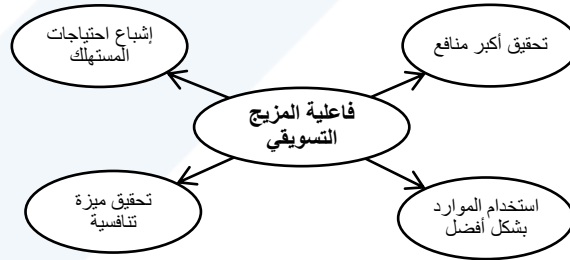 تحقيق أكبر منافع
إشباع احتياجات
المستهلك
فاعلية المزيج
التسويقي
استخدام الموارد
بشكل أفضل
تحقيق ميزة
تنافسية